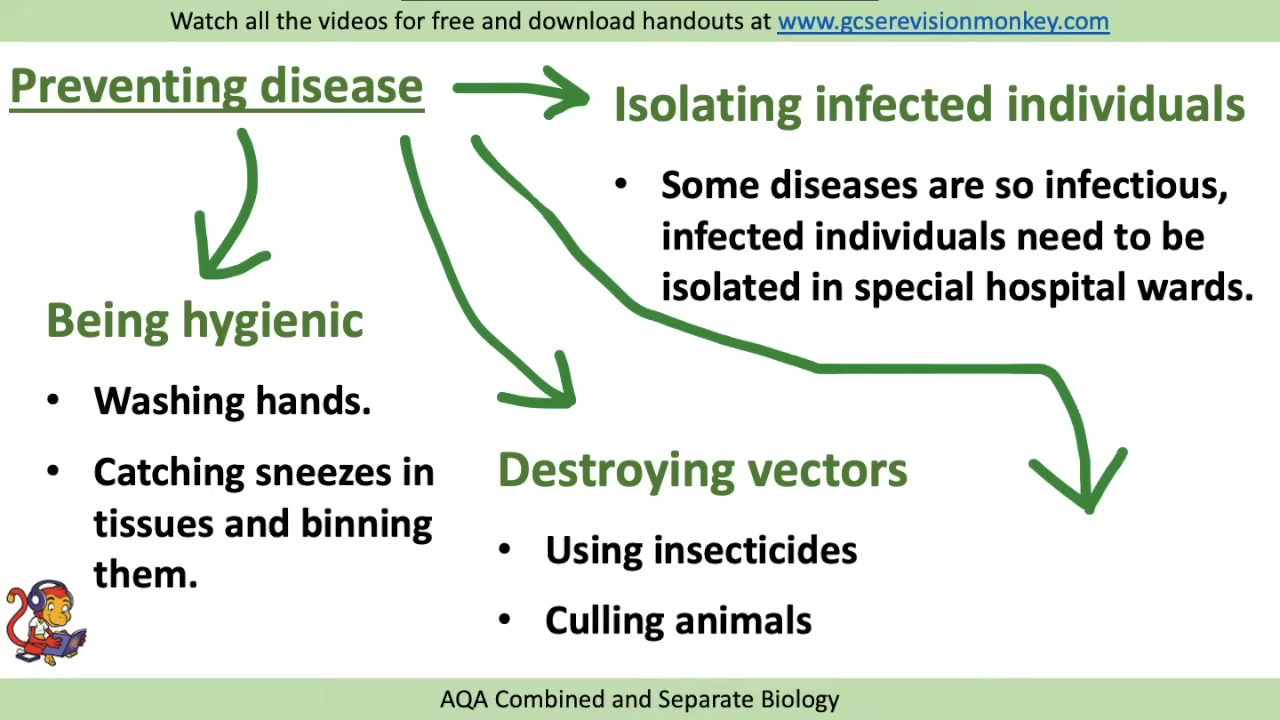 Watch all the videos for free and download handouts at www.gcserevisionmonkey.com
Preventing disease
Isolating infected individuals
• Some diseases are so infectious,
infected individuals need to be
isolated in special hospital wards.
Being hygienic
• Washing hands.
• Catching sneezes in
tissues and binning
them.
Destroying vectors
• Using insecticides
• Culling animals
AQA Combined and Separate Biology